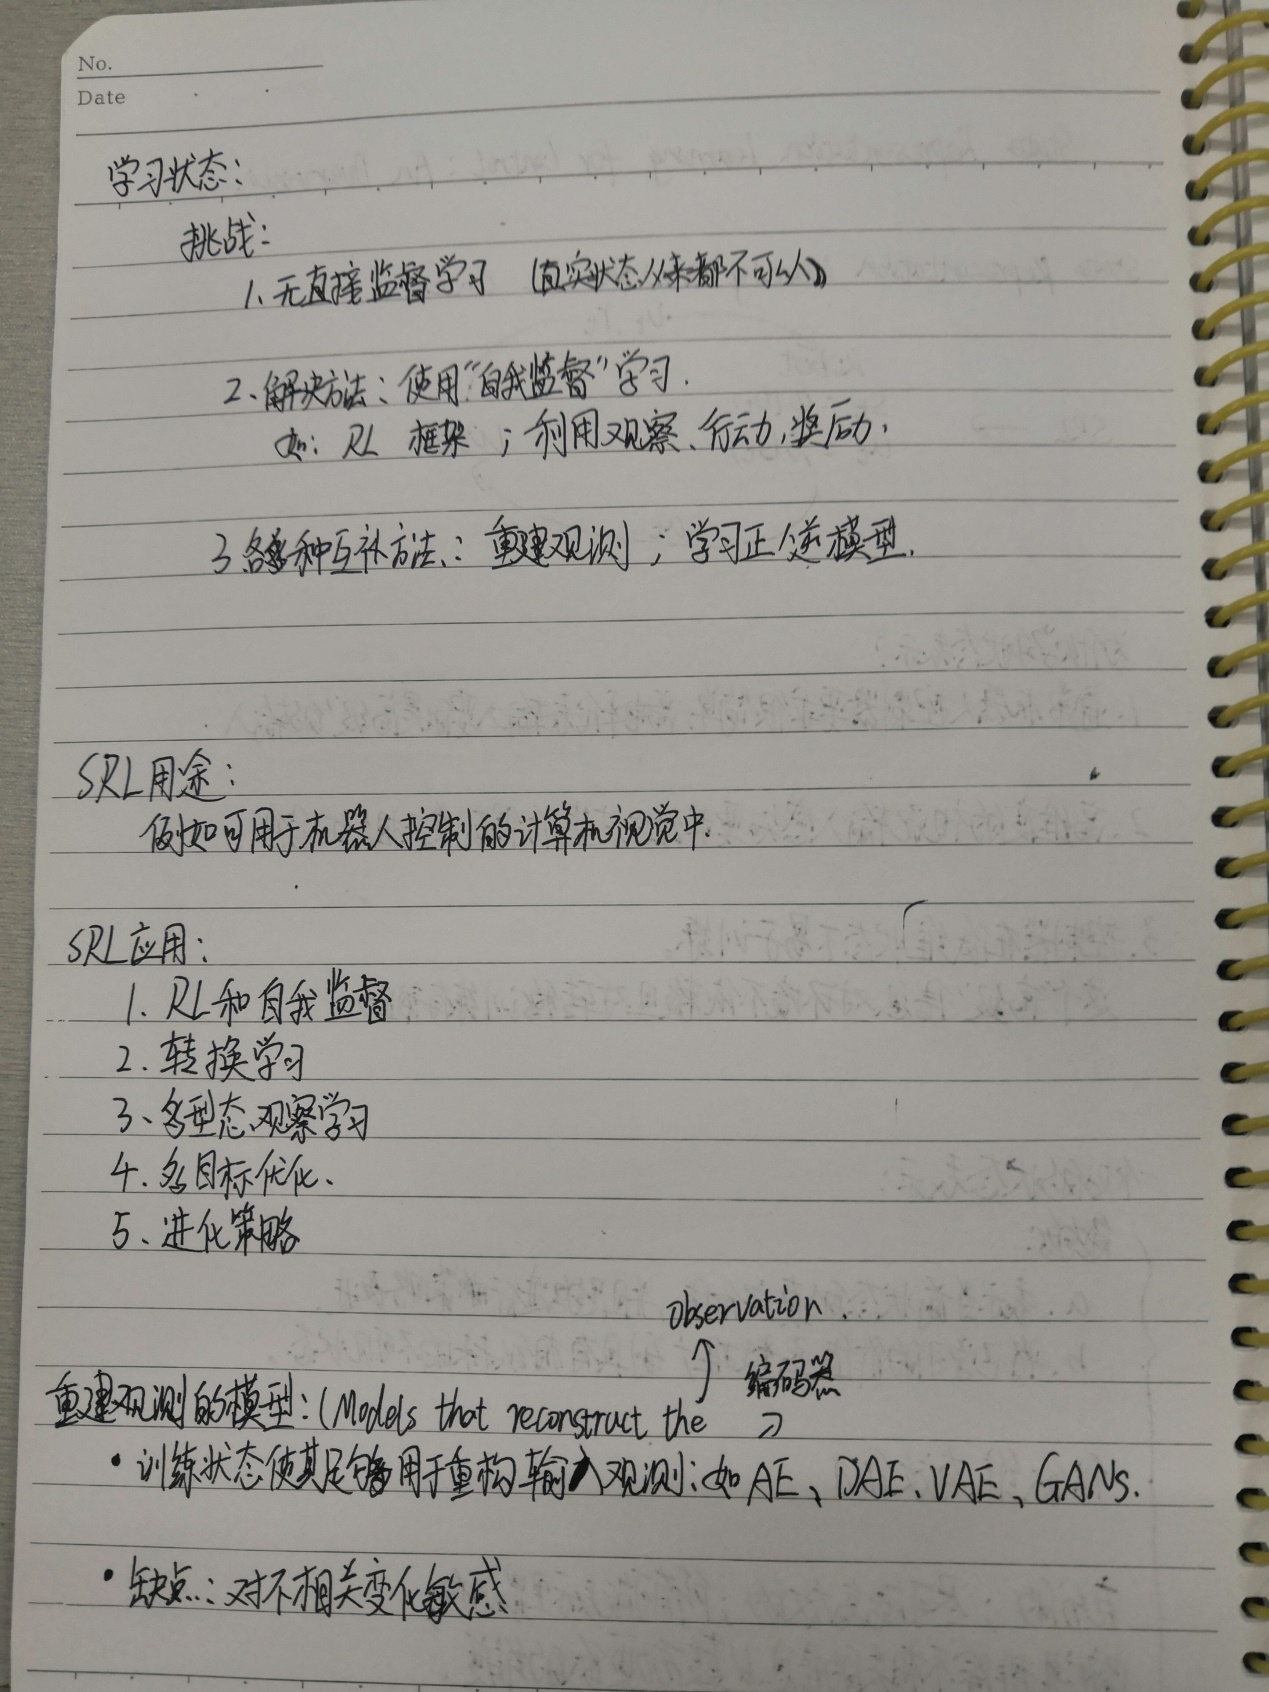 No.
Date
学习状态:
挑战:
1、无直接监督学习 (真实状态从来都不可
2、解决方法:使用“自我监督”学习.
如: RL 框架 ; 利用观察、行动,奖励,
3 各种互补方法: 重建观测 ; 学习正逆模型.
SRL用途:
例如可用于机器人控制的计算机视觉中.
SRL应用:
1. RL和自我监督
2. 转换学习
3、多型态观察学习
4. 多目标优化、
5、进化策略
observation.
编码器
重建观测的模型:(Models that reconstruct the )
• 训练状态使其足够用于重构输入观测:如AE、DAE、VAE、GANs.
• 缺点:对不相关变化敏感